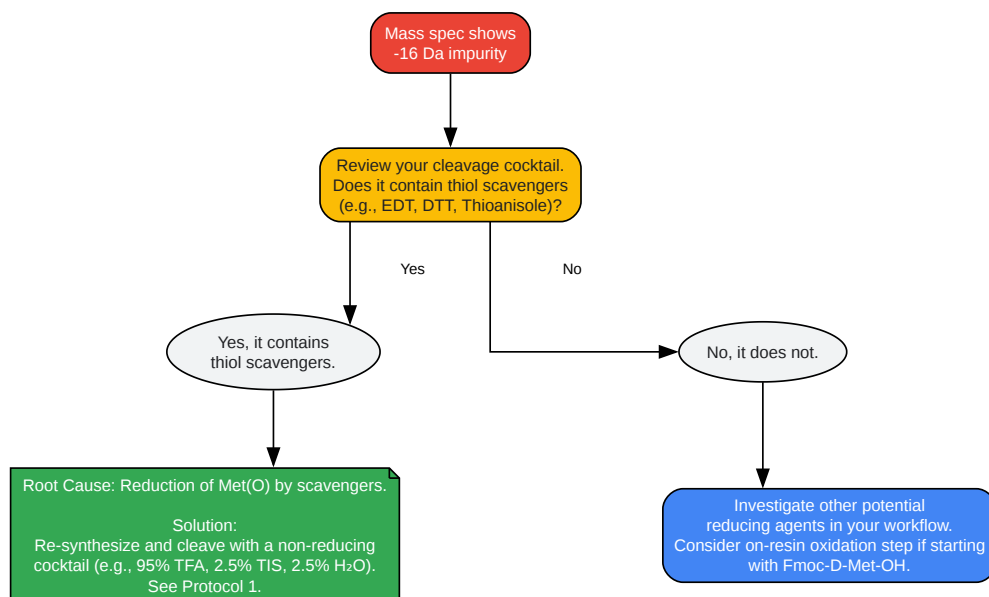 Mass spec shows
-16 Da impurity
Review your cleavage cocktail.
Does it contain thiol scavengers
(e.g., EDT, DTT, Thioanisole)?
Yes
No
Yes, it contains
thiol scavengers.
No, it does not.
Root Cause: Reduction of Met(O) by scavengers.
Solution:
Re-synthesize and cleave with a non-reducing
cocktail (e.g., 95% TFA, 2.5% TIS, 2.5% H₂O).
See Protocol 1.
Investigate other potential
reducing agents in your workflow.
Consider on-resin oxidation step if starting
with Fmoc-D-Met-OH.